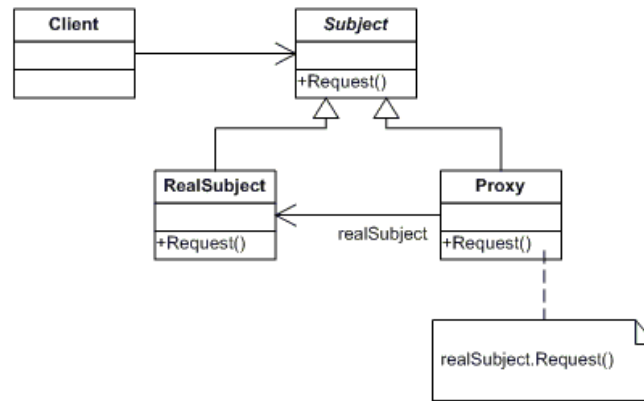 Client
Subject
+Request()
RealSubject
+Request()
realSubject
Proxy
+Request()
realSubject.Request()